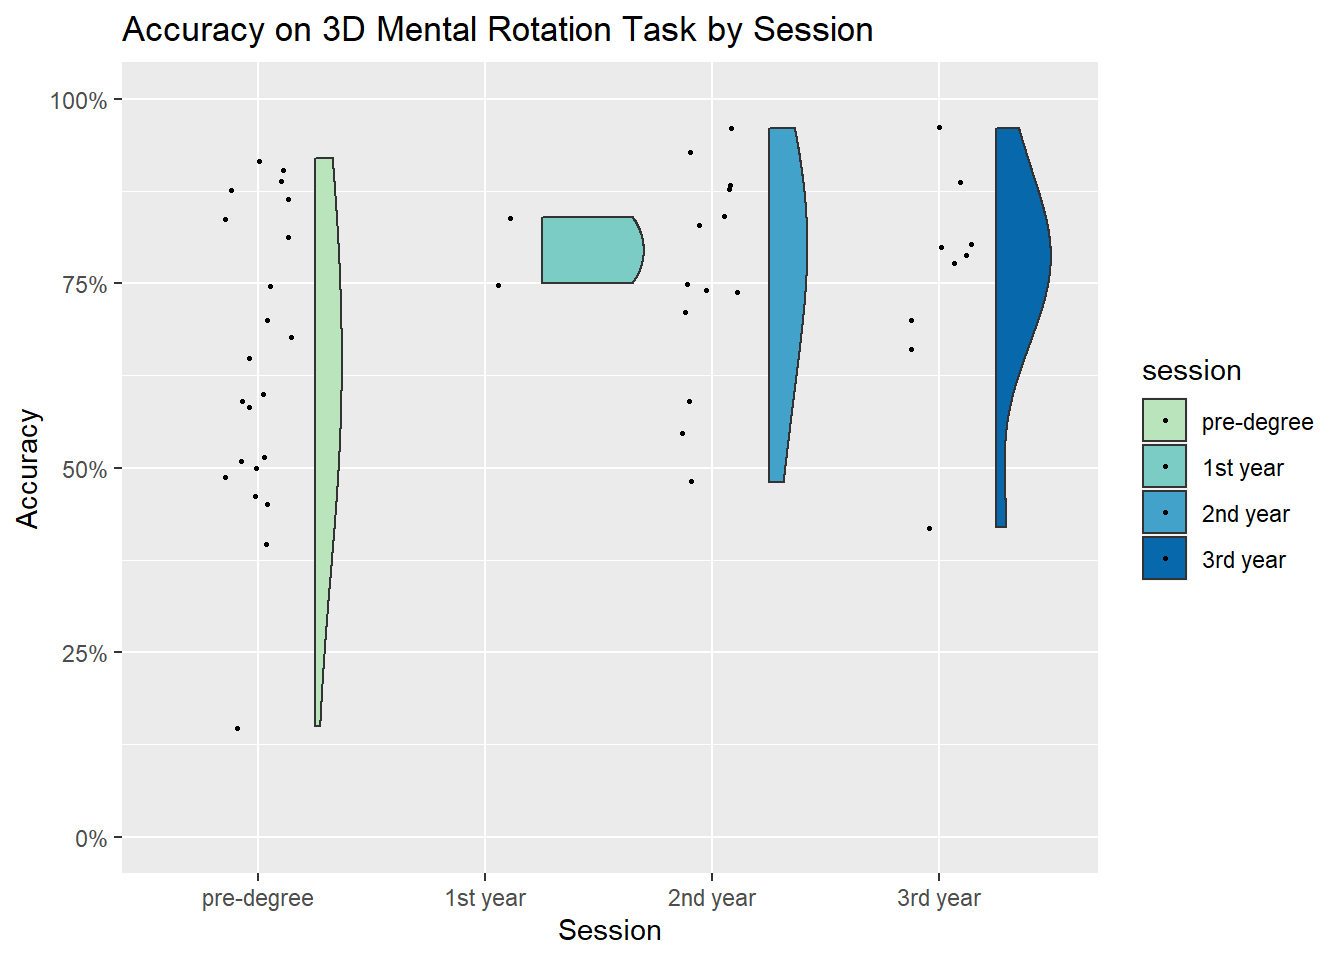 Accuracy on 3D Mental Rotation Task by Session
100%
75%
50%
25%
0%
Accuracy
pre-degree
1st year
2nd year
3rd year
Session
session
pre-degree
1st year
2nd year
3rd year